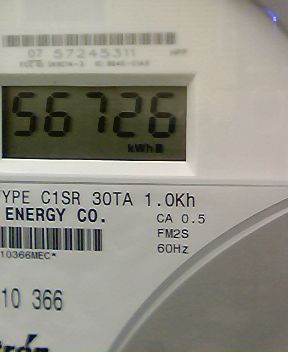 07 57245311
56726
kWh
TYPE C1SR 30TA 1.0Kh
ENERGY CO.
CA 0.5
FM2S
60Hz
10366MEC*
10 366